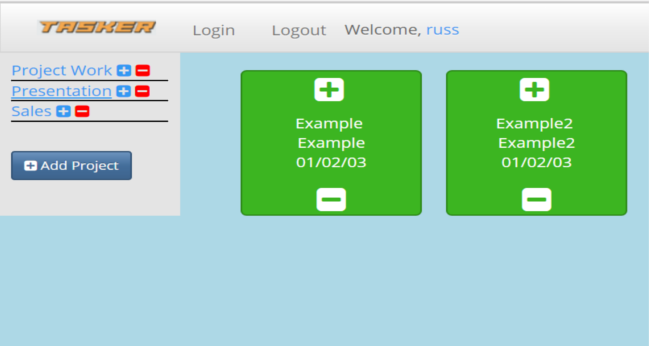 TASKER Login Logout Welcome, russ
Project Work
Presentation
Sales
Add Project
Example
Example
01/02/03
Example2
Example2
01/02/03